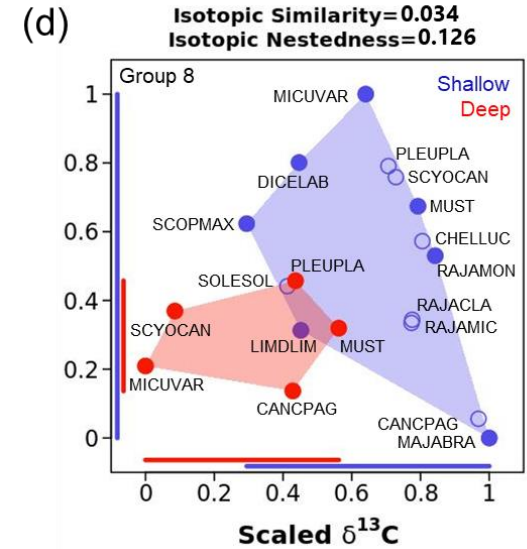 (d)
Isotopic Similarity=0.034
Isotopic Nestedness=0.126
Group 8
Shallow
Deep
1
MICUVAR
PLEUPLA
0.8
SCYOCAN
DICELAB
MUST
SCOPMAX
0.6
CHELLUC
RAJAMON
PLEUPLA
SOLESOL
0.4
RAJACLA
SCYOCAN
RAJAMIC
LIMDLIM
MUST
0.2
MICUVAR
CANCPAG
CANCPAG
0
MAJABRA
0 0.2 0.4 0.6 0.8 1
Scaled δ¹³C